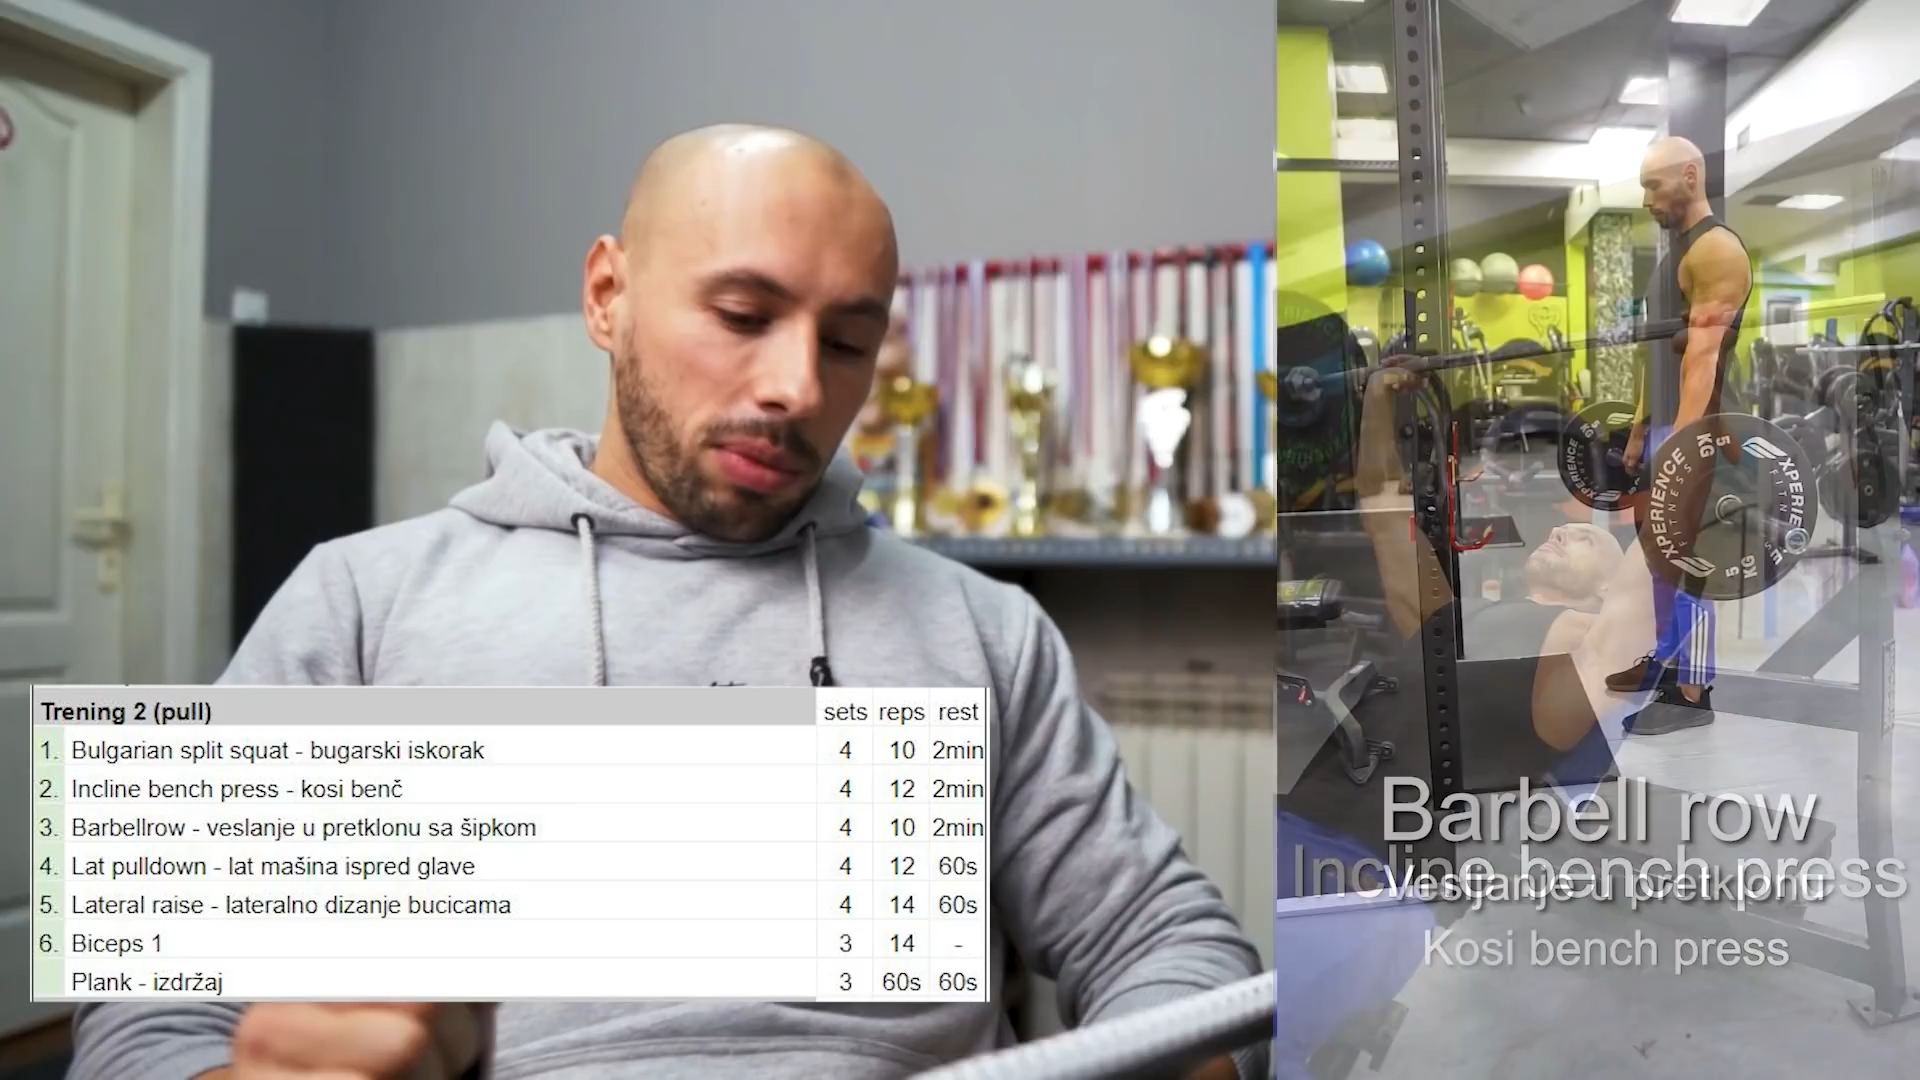 Trening 2 (pull) sets reps rest
1. Bulgarian split squat - bugarski iskorak 4 10 2min
2. Incline bench press - kosi benč 4 12 2min
3. Barbellrow - veslanje u pretklonu sa šipkom 4 10 2min
4. Lat pulldown - lat mašina ispred glave 4 12 60s
5. Lateral raise - lateralno dizanje bucicama 4 14 60s
6. Biceps 1 3 14 -
Plank - izdržaj 3 60s 60s
XPERIENCE
FITNESS
5 KG
5 KG
Barbell row
Incline bench press
u pretklonu
Kosi bench press